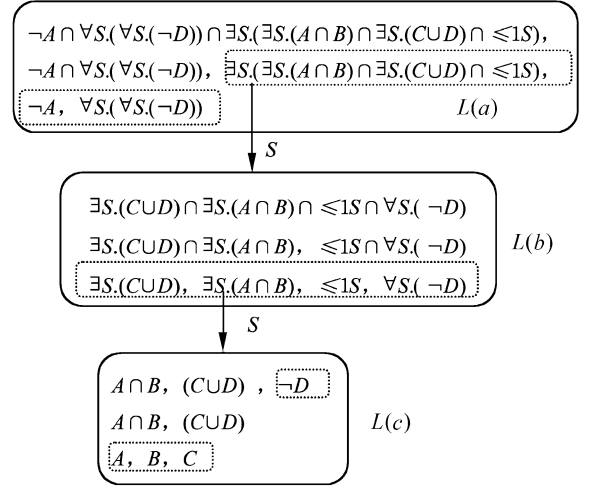 ¬A∩∀S.(∀S.(¬D))∩∃S.(∃S.(A∩B)∩∃S.(C∪D)∩⩽1S),
¬A∩∀S.(∀S.(¬D)), ∃S.(∃S.(A∩B)∩∃S.(C∪D)∩⩽1S),
¬A, ∀S.(∀S.(¬D)) L(a)
S
∃S.(C∪D)∩∃S.(A∩B)∩⩽1S∩∀S.(¬D)
∃S.(C∪D)∩∃S.(A∩B), ⩽1S∩∀S.(¬D) L(b)
∃S.(C∪D), ∃S.(A∩B), ⩽1S, ∀S.(¬D)
S
A∩B, (C∪D), ¬D
A∩B, (C∪D) L(c)
A, B, C